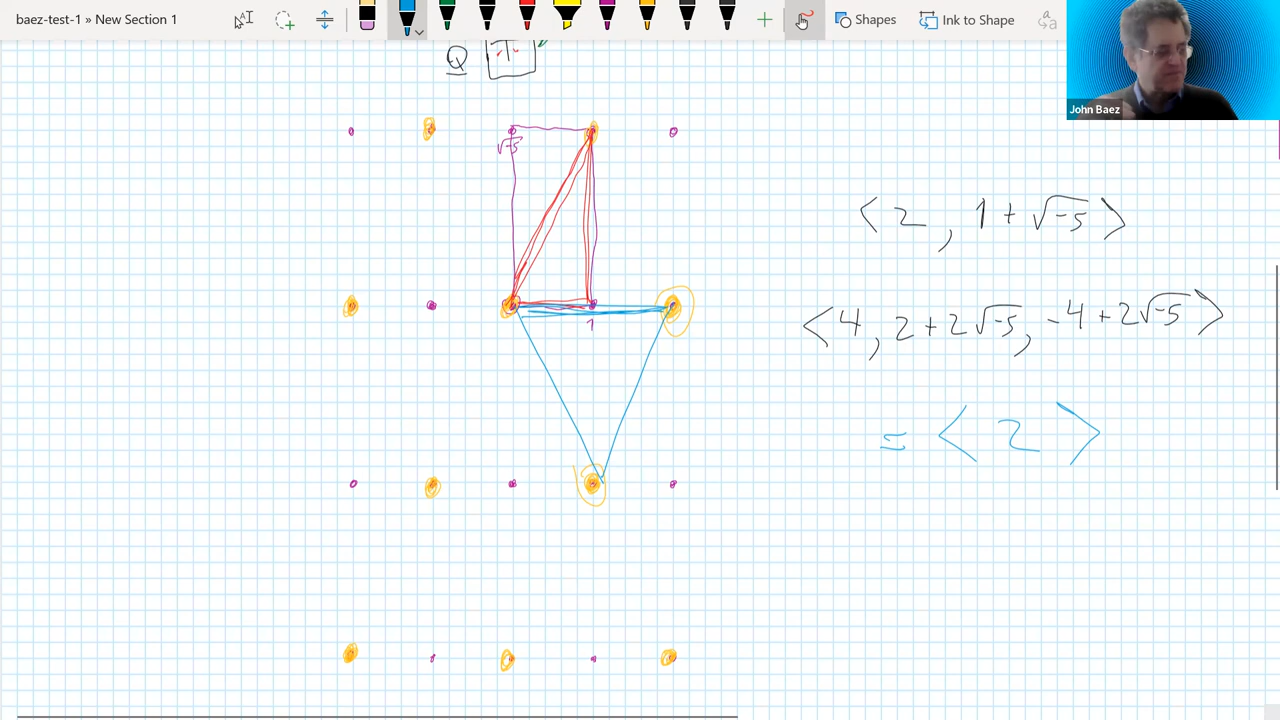 baez-test-1 » New Section 1
Shapes
Ink to Shape
John Baez
Q
√-5
1
<2, 1 + √-5>
<4, 2 + 2√-5, -4 + 2√-5>
= <2>